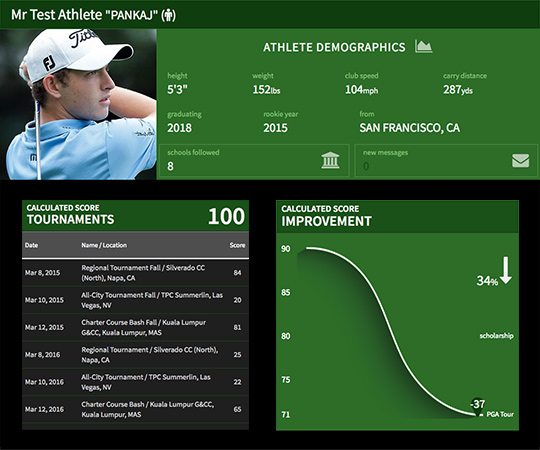 Mr Test Athlete "PANKAJ" (
Titleist
FJ
ATHLETE DEMOGRAPHICS
height weight club speed carry distance
5'3" 152lbs 104mph 287yds
graduating rookie year from
2018 2015 SAN FRANCISCO, CA
schools followed new messages
8 0
CALCULATED SCORE
TOURNAMENTS 100
Date Name / Location Score
Mar 8, 2015 Regional Tournament Fall / Silverado CC (North), Napa, CA 84
Mar 10, 2015 All-City Tournament Fall / TPC Summerlin, Las Vegas, NV 20
Mar 12, 2015 Charter Course Bash Fall / Kuala Lumpur G&CC, Kuala Lumpur, MAS 81
Mar 8, 2016 Regional Tournament / Silverado CC (North), Napa, CA 25
Mar 10, 2016 All-City Tournament / TPC Summerlin, Las Vegas, NV 22
Mar 12, 2016 Charter Course Bash / Kuala Lumpur G&CC, Kuala Lumpur, MAS 65
CALCULATED SCORE
IMPROVEMENT
90
34%
85
80 scholarship
75
-37
71 PGA Tour